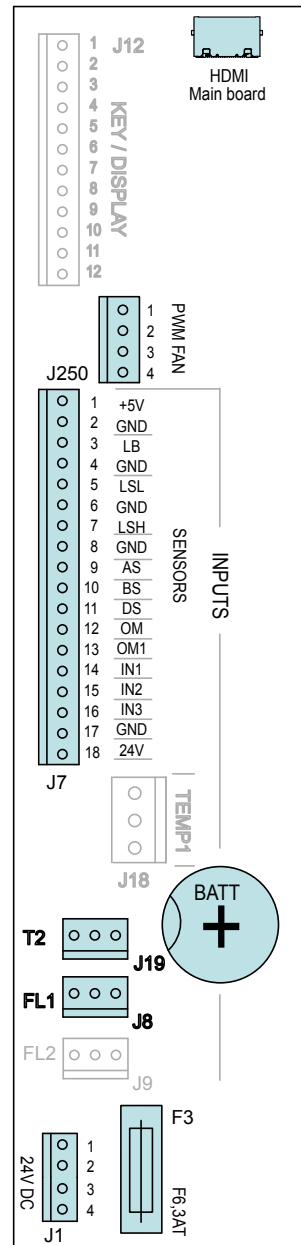 1 J12
2
3
4
5
6
7
8
9
10
11
12
KEY / DISPLAY
HDMI
Main board
1
2
3
4
PWM FAN
J250
1 +5V
2 GND
3 LB
4 GND
5 LSL
6 GND
7 LSH
8 GND
9 AS
10 BS
11 DS
12 OM
13 OM1
14 IN1
15 IN2
16 IN3
17 GND
18 24V
SENSORS
INPUTS
J7
TEMP1
J18
BATT
T2
J19
FL1
J8
FL2
J9
24V DC
1
2
3
4
J1
F3
F6,3AT